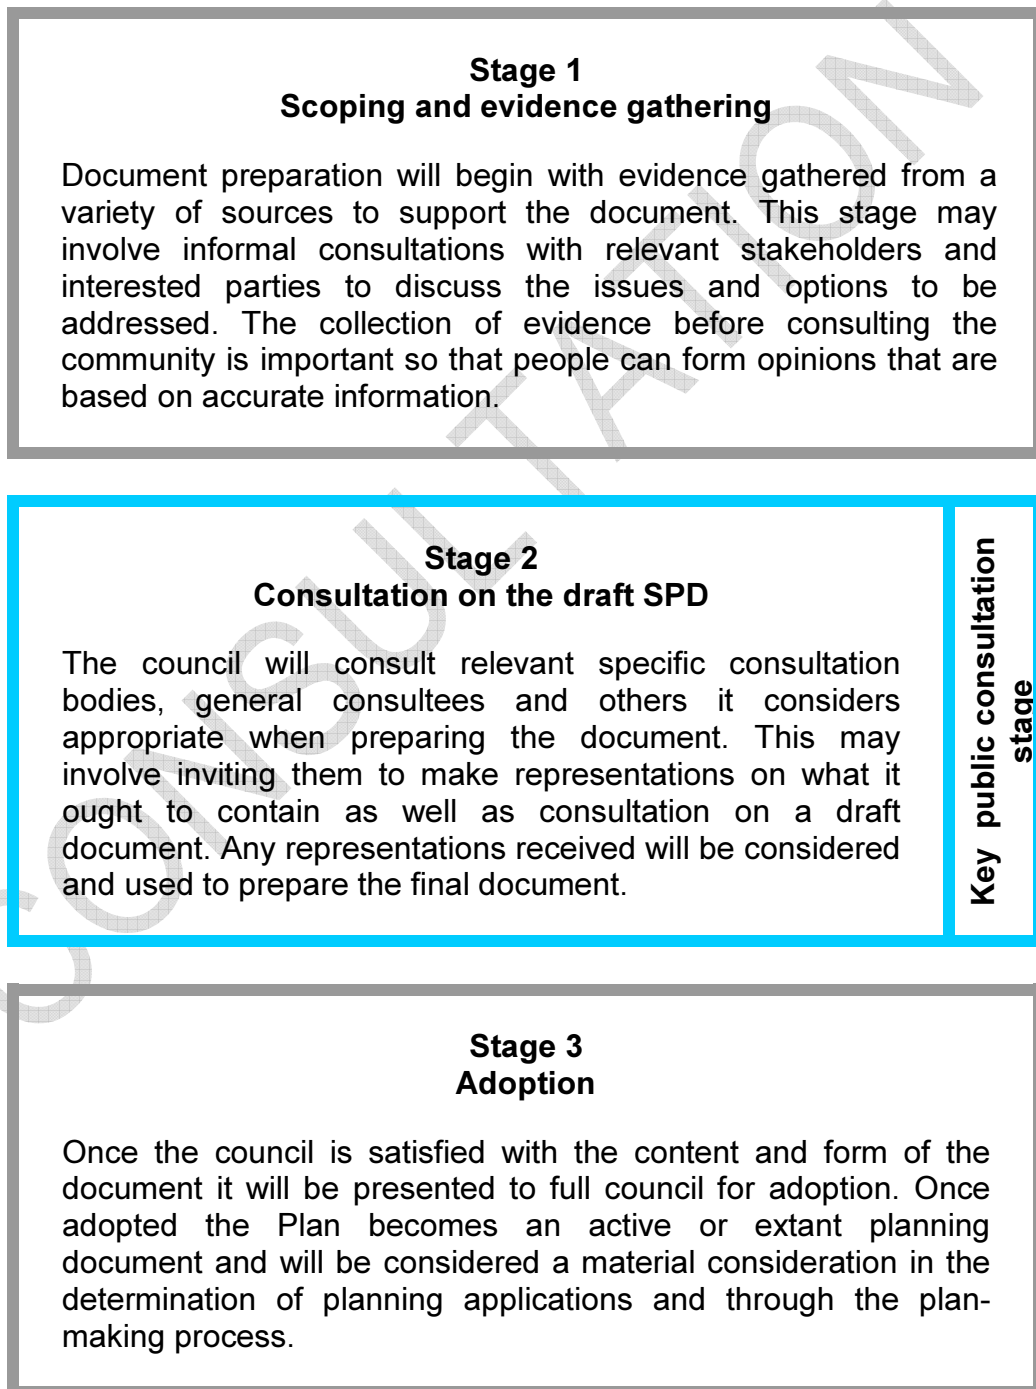 Stage 1
Scoping and evidence gathering
Document preparation will begin with evidence gathered from a
variety of sources to support the document. This stage may
involve informal consultations with relevant stakeholders and
interested parties to discuss the issues and options to be
addressed. The collection of evidence before consulting the
community is important so that people can form opinions that are
based on accurate information.
Stage 2
Consultation on the draft SPD
The council will consult relevant specific consultation
bodies, general consultees and others it considers
appropriate when preparing the document. This may
involve inviting them to make representations on what it
ought to contain as well as consultation on a draft
document. Any representations received will be considered
and used to prepare the final document.
Key public consultation
stage
Stage 3
Adoption
Once the council is satisfied with the content and form of the
document it will be presented to full council for adoption. Once
adopted the Plan becomes an active or extant planning
document and will be considered a material consideration in the
determination of planning applications and through the plan-
making process.
CONSULTATION